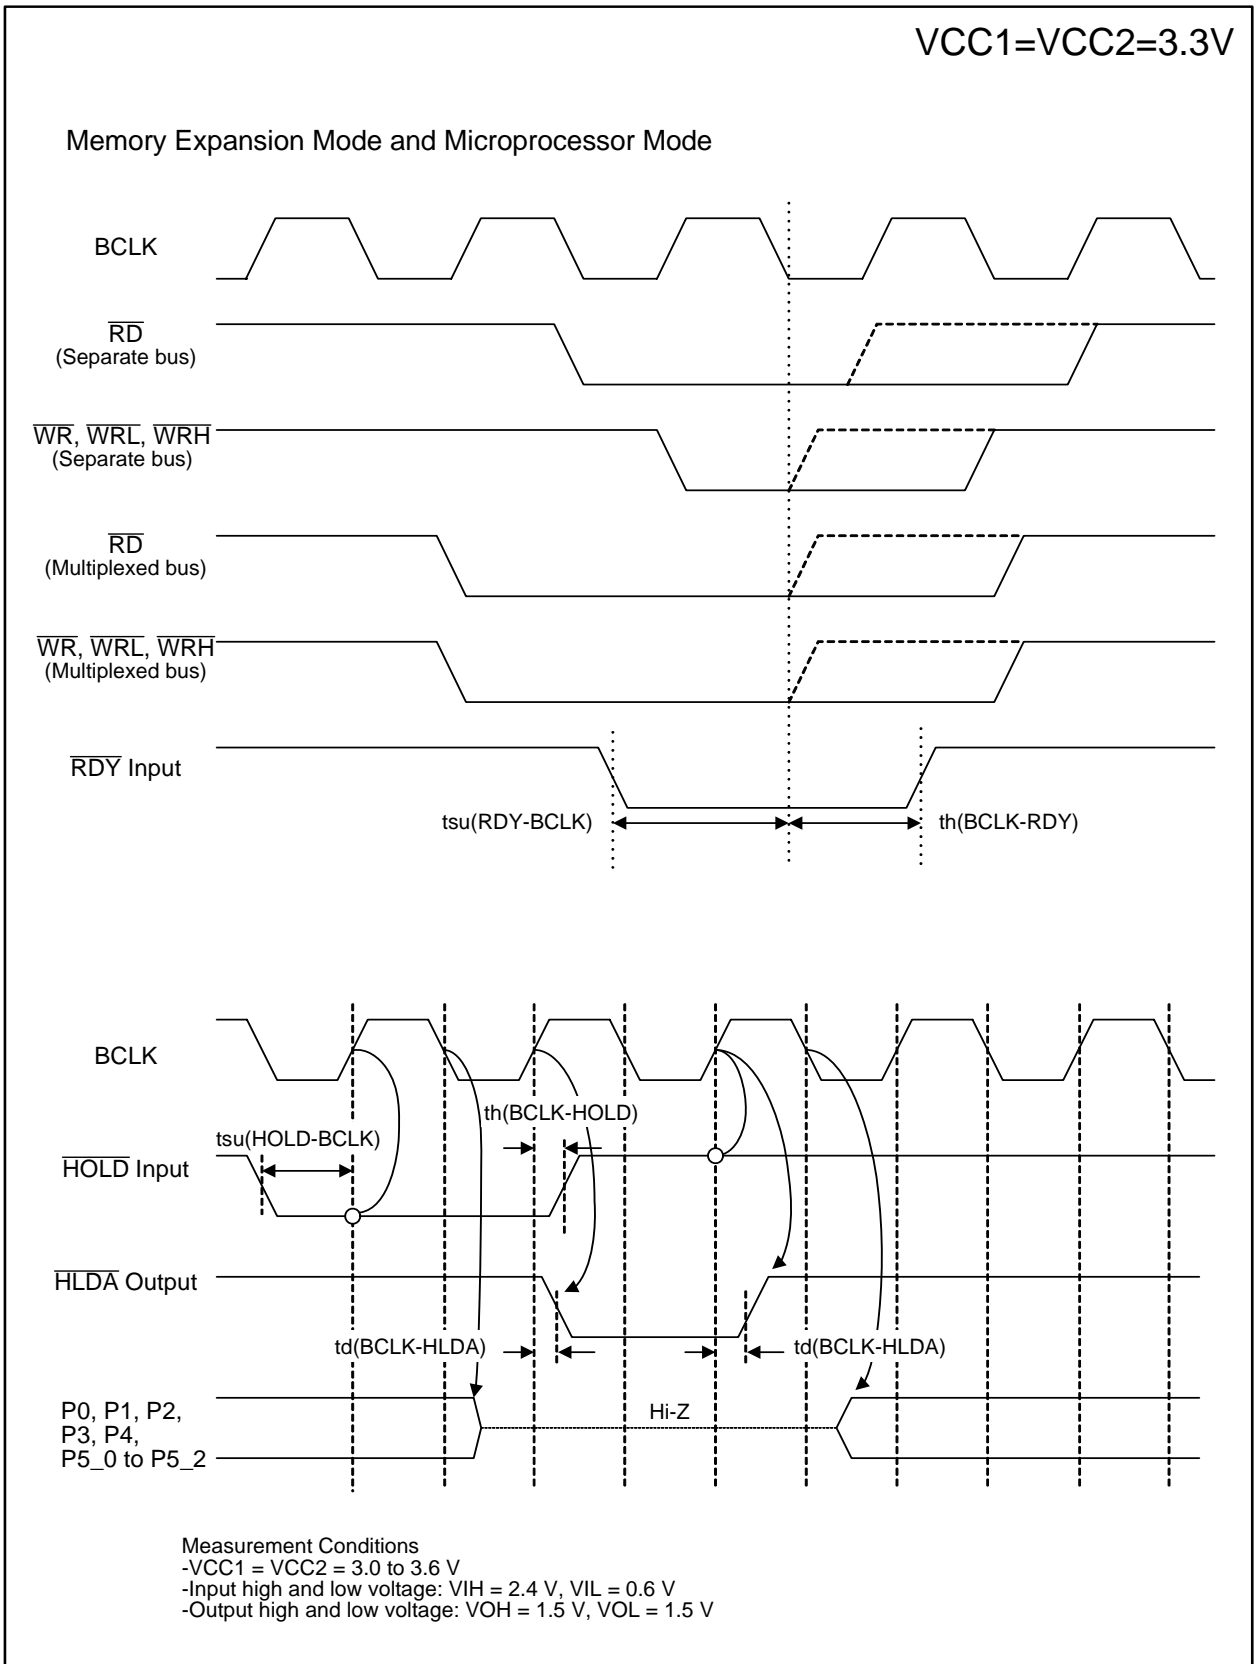 VCC1=VCC2=3.3V
Memory Expansion Mode and Microprocessor Mode
BCLK
RD
(Separate bus)
WR, WRL, WRH
(Separate bus)
RD
(Multiplexed bus)
WR, WRL, WRH
(Multiplexed bus)
RDY Input
tsu(RDY-BCLK)
th(BCLK-RDY)
BCLK
th(BCLK-HOLD)
tsu(HOLD-BCLK)
HOLD Input
HLDA Output
td(BCLK-HLDA)
td(BCLK-HLDA)
P0, P1, P2,
P3, P4,
P5_0 to P5_2
Hi-Z
Measurement Conditions
-VCC1 = VCC2 = 3.0 to 3.6 V
-Input high and low voltage: VIH = 2.4 V, VIL = 0.6 V
-Output high and low voltage: VOH = 1.5 V, VOL = 1.5 V